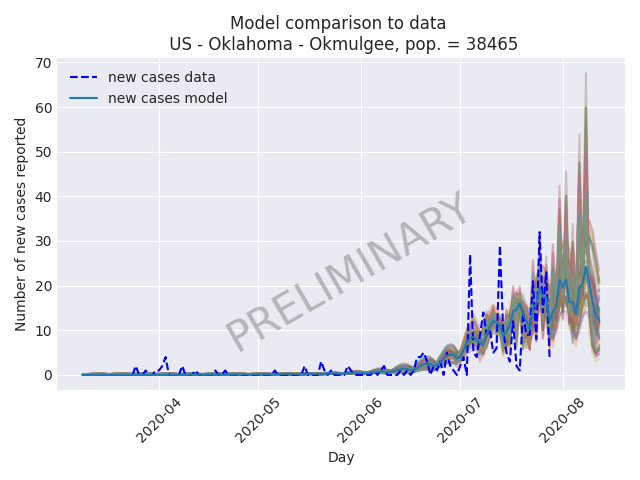 Model comparison to data
US - Oklahoma - Okmulgee, pop. = 38465
new cases data
new cases model
PRELIMINARY
Number of new cases reported
70
60
50
40
30
20
10
0
2020-04
2020-05
2020-06
2020-07
2020-08
Day